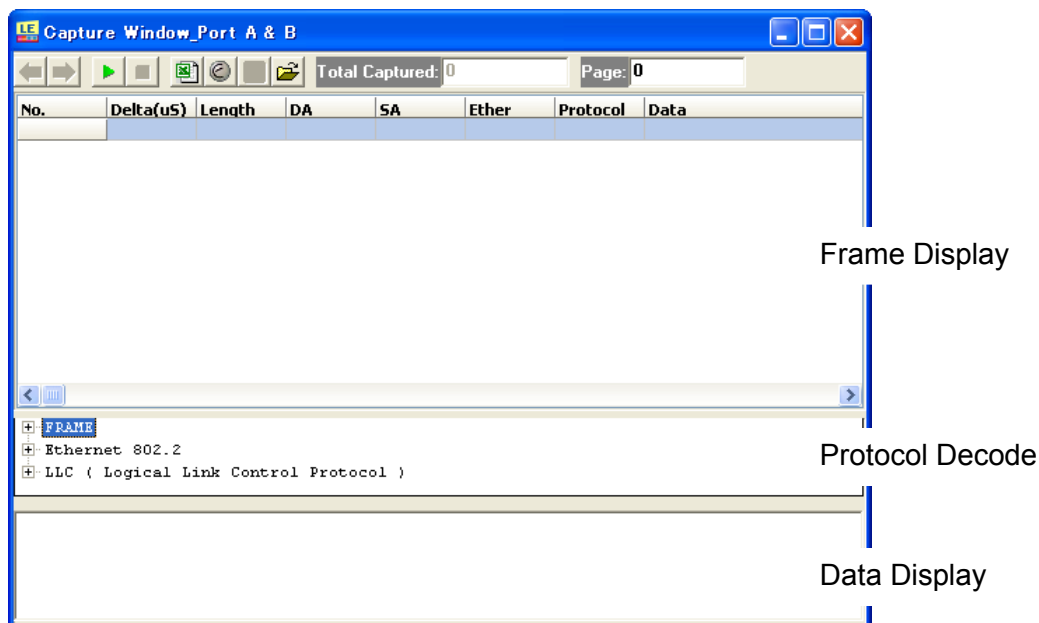 LE Capture Window_Port A & B
Total Captured: 0 Page: 0
No. Delta(uS) Length DA SA Ether Protocol Data
Frame Display
FRAME
Ethernet 802.2
LLC ( Logical Link Control Protocol )
Protocol Decode
Data Display